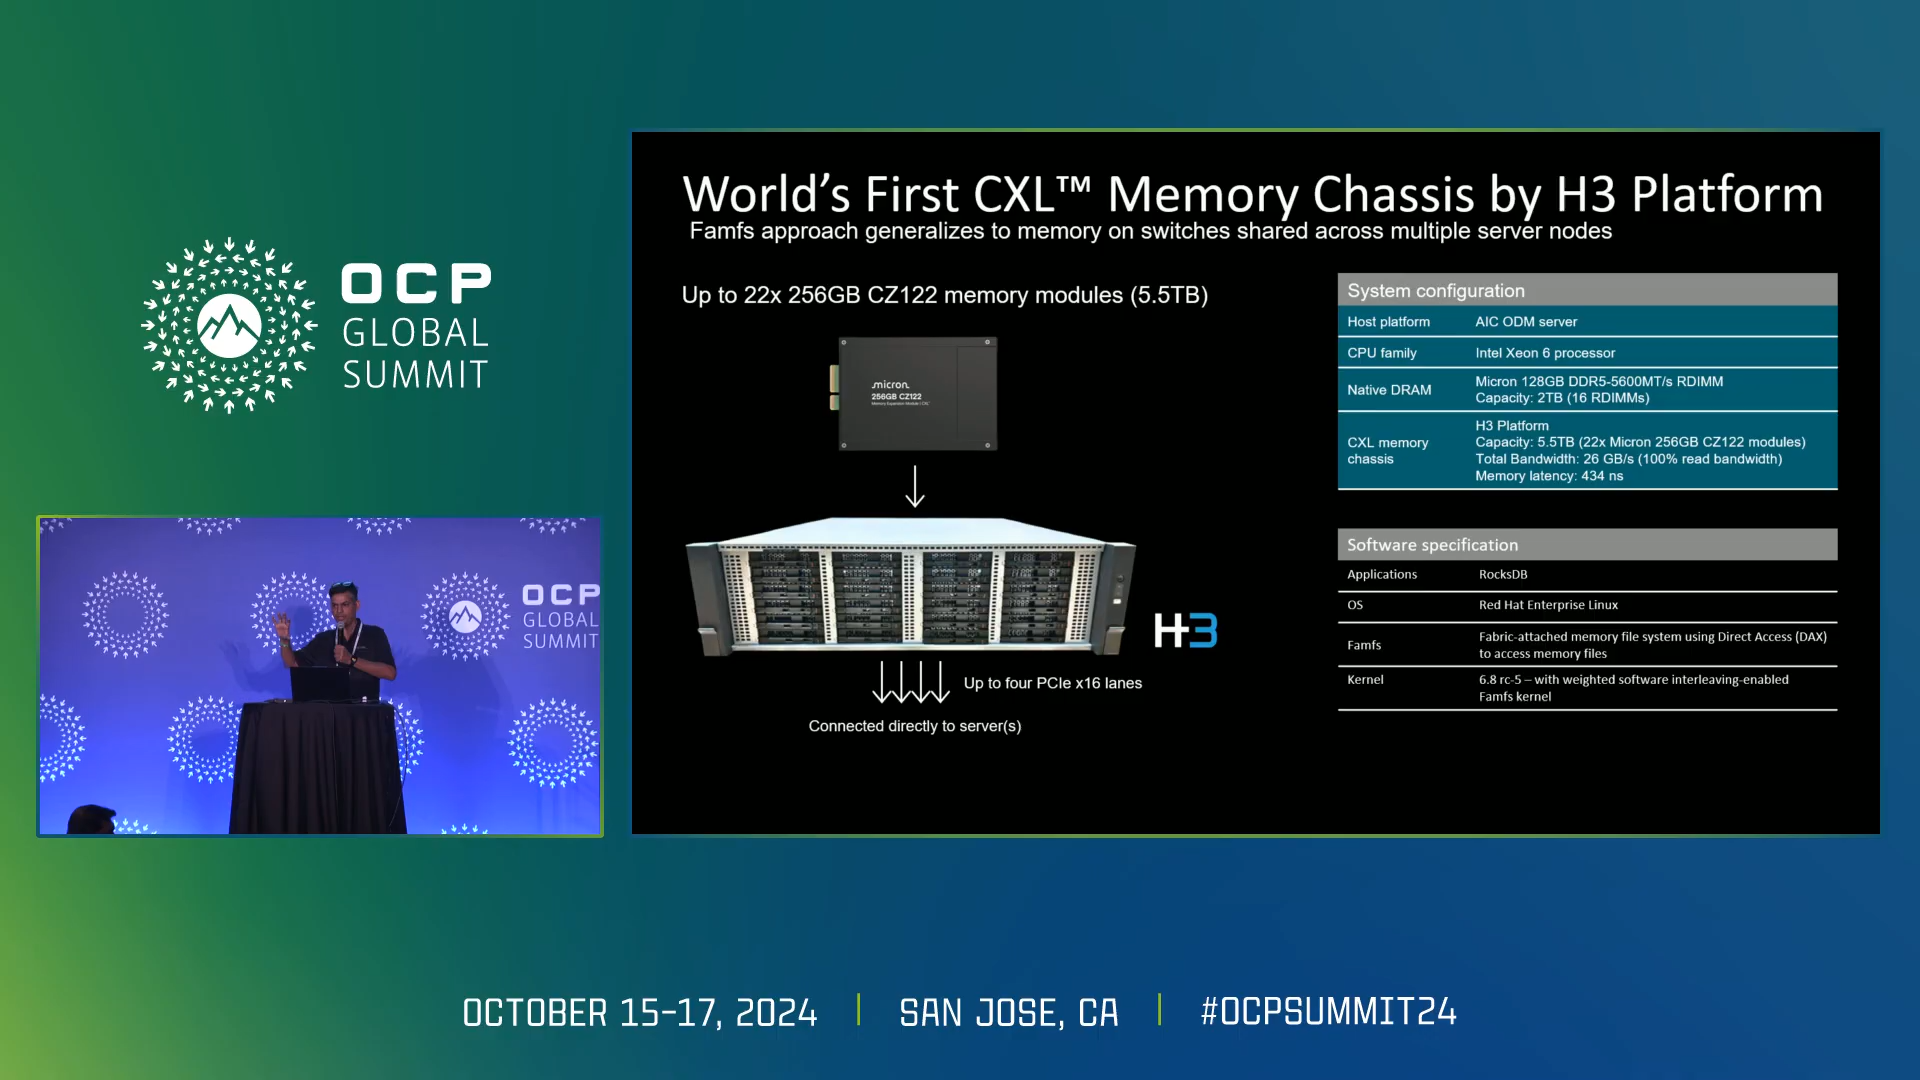 OCP
GLOBAL
SUMMIT
World's First CXL™ Memory Chassis by H3 Platform
Famfs approach generalizes to memory on switches shared across multiple server nodes
Up to 22x 256GB CZ122 memory modules (5.5TB)
micron
256GB CZ122
Memory Expansion Module | CXL™
H3
Up to four PCIe x16 lanes
Connected directly to server(s)
System configuration
Host platform AIC ODM server
CPU family Intel Xeon 6 processor
Native DRAM Micron 128GB DDR5-5600MT/s RDIMM
Capacity: 2TB (16 RDIMMs)
CXL memory chassis H3 Platform
Capacity: 5.5TB (22x Micron 256GB CZ122 modules)
Total Bandwidth: 26 GB/s (100% read bandwidth)
Memory latency: 434 ns
Software specification
Applications RocksDB
OS Red Hat Enterprise Linux
Famfs Fabric-attached memory file system using Direct Access (DAX)
to access memory files
Kernel 6.8 rc-5 – with weighted software interleaving-enabled
Famfs kernel
OCP
GLOBAL
SUMMIT
OCTOBER 15-17, 2024 | SAN JOSE, CA | #OCPSUMMIT24